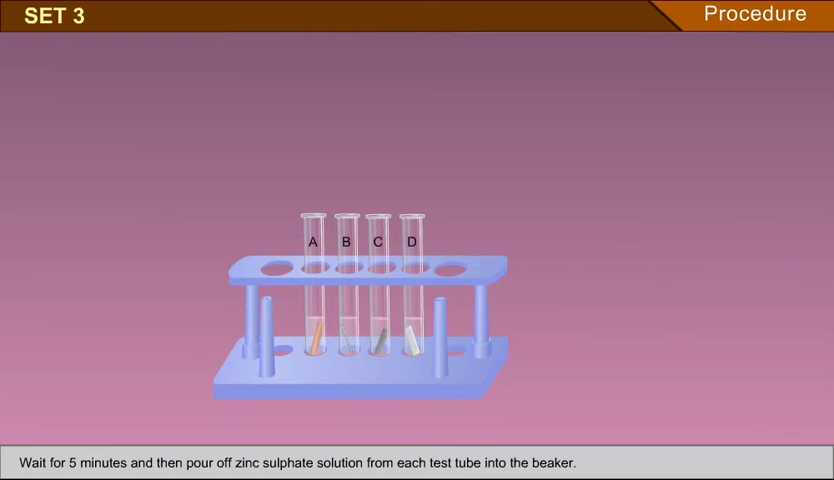 SET 3
Procedure
A B C D
Wait for 5 minutes and then pour off zinc sulphate solution from each test tube into the beaker.